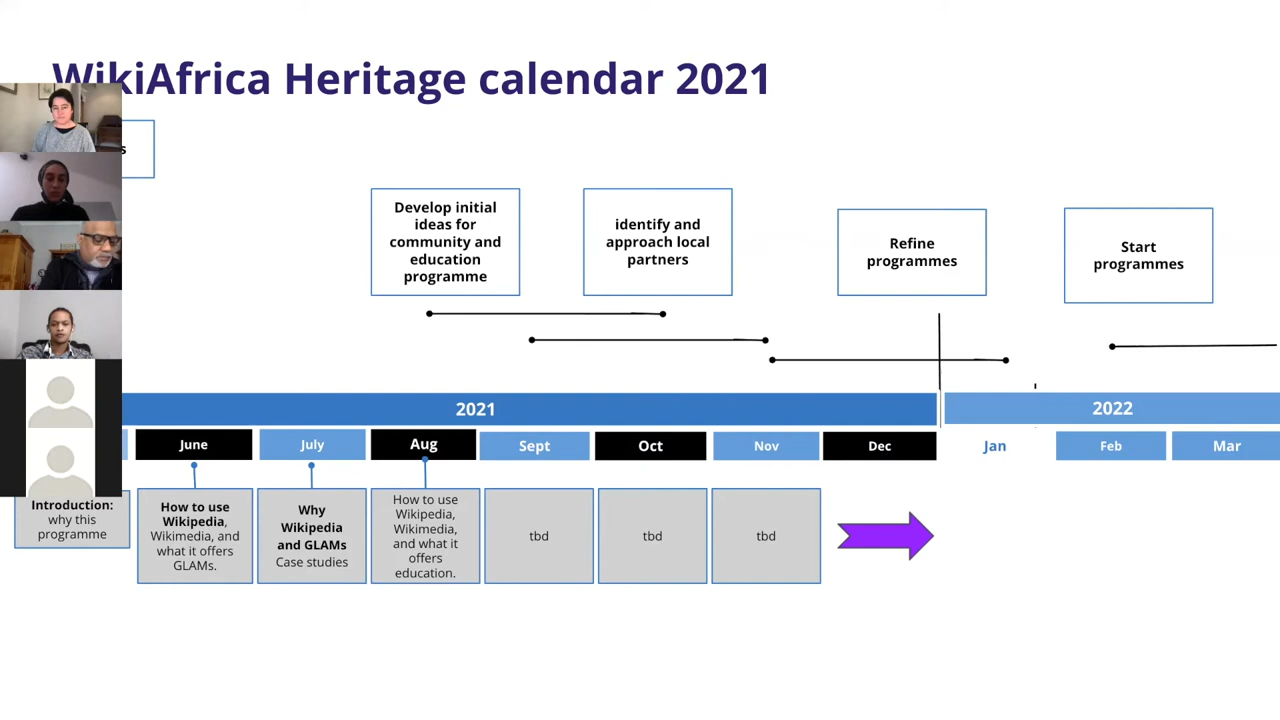 WikiAfrica Heritage calendar 2021
Develop initial
ideas for
community and
education
programme
identify and
approach local
partners
Refine
programmes
Start
programmes
2021
2022
June
July
Aug
Sept
Oct
Nov
Dec
Jan
Feb
Mar
Introduction:
why this
programme
How to use
Wikipedia,
Wikimedia, and
what it offers
GLAMs.
Why
Wikipedia
and GLAMs
Case studies
How to use
Wikipedia,
Wikimedia,
and what it
offers
education.
tbd
tbd
tbd